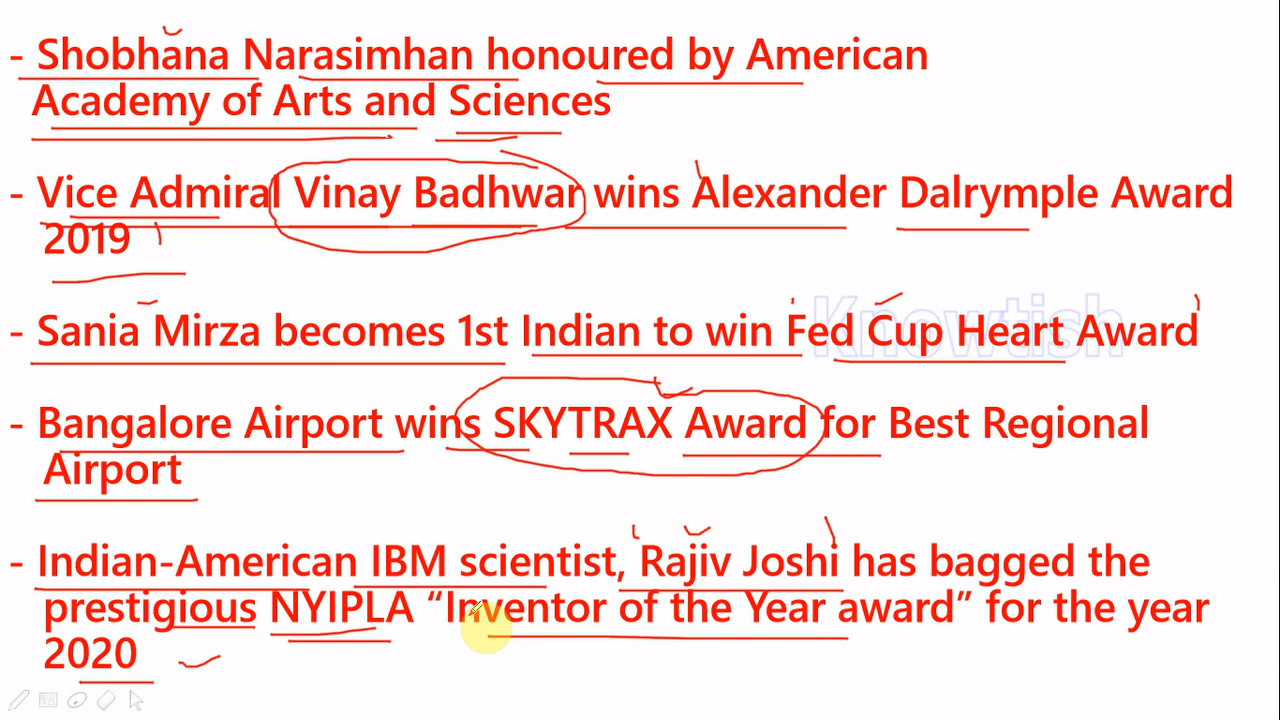 - Shobhana Narasimhan honoured by American
Academy of Arts and Sciences
- Vice Admiral Vinay Badhwar wins Alexander Dalrymple Award
2019
- Sania Mirza becomes 1st Indian to win Fed Cup Heart Award
Knowtish
- Bangalore Airport wins SKYTRAX Award for Best Regional
Airport
- Indian-American IBM scientist, Rajiv Joshi has bagged the
prestigious NYIPLA “Inventor of the Year award” for the year
2020